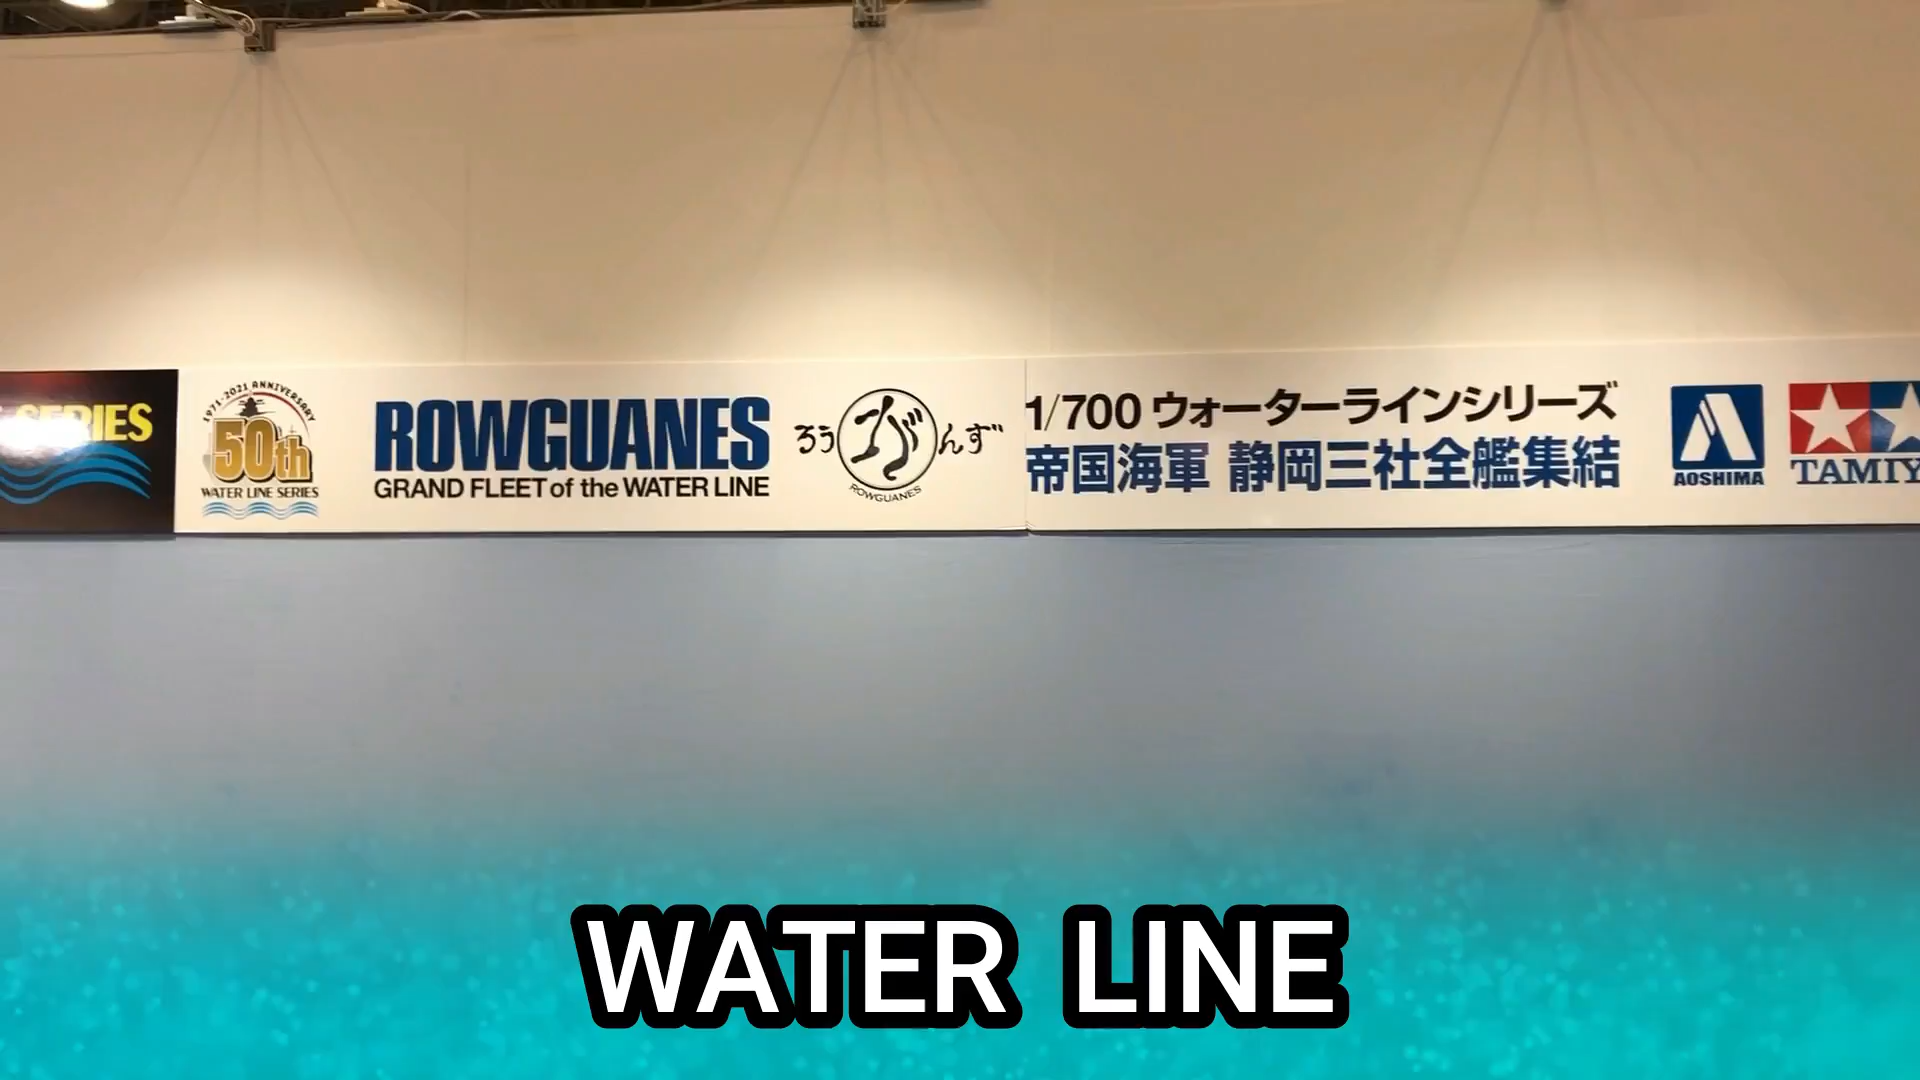 SERIES
1971-2021 ANNIVERSARY
50th
WATER LINE SERIES
ROWGUANES
GRAND FLEET of the WATER LINE
ろうがんず
ROWGUANES
1/700 ウォーターラインシリーズ
帝国海軍 静岡三社全艦集結
AOSHIMA
TAMIY
WATER LINE